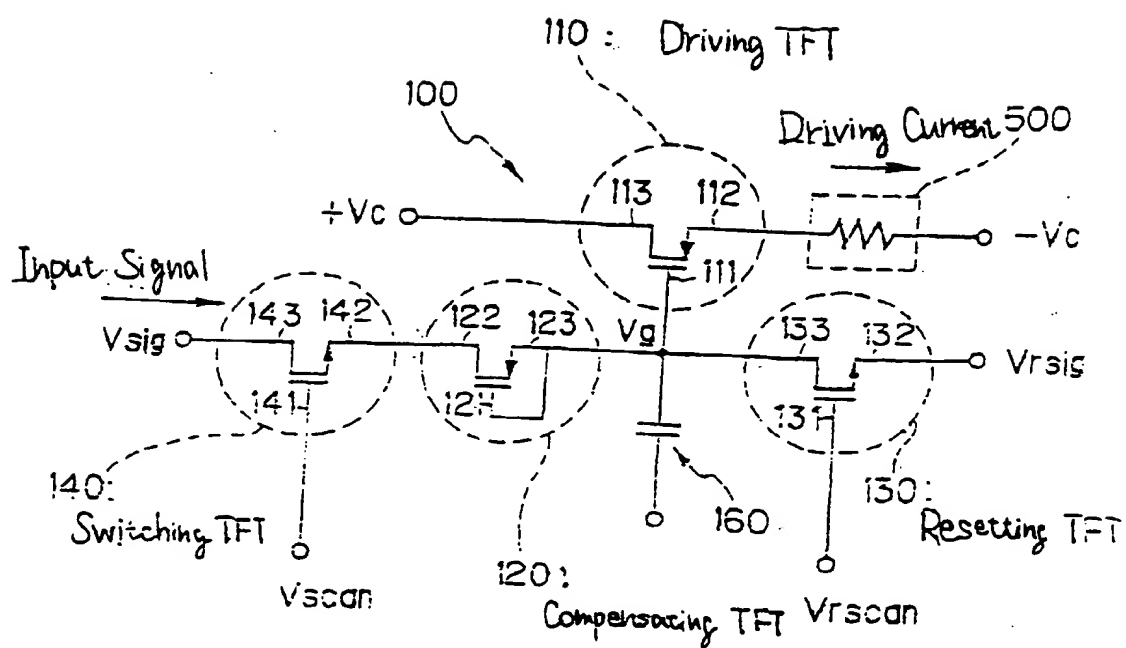 110 : Driving TFT
100
Driving Current 500
113
112
+Vc
-Vc
111
Input Signal
143
142
122
123
Vg
133
132
Vsig
Vrsig
141
121
131
140:
Switching TFT
160
130:
Resetting TFT
120:
Vscan
Compensating TFT
Vrscan